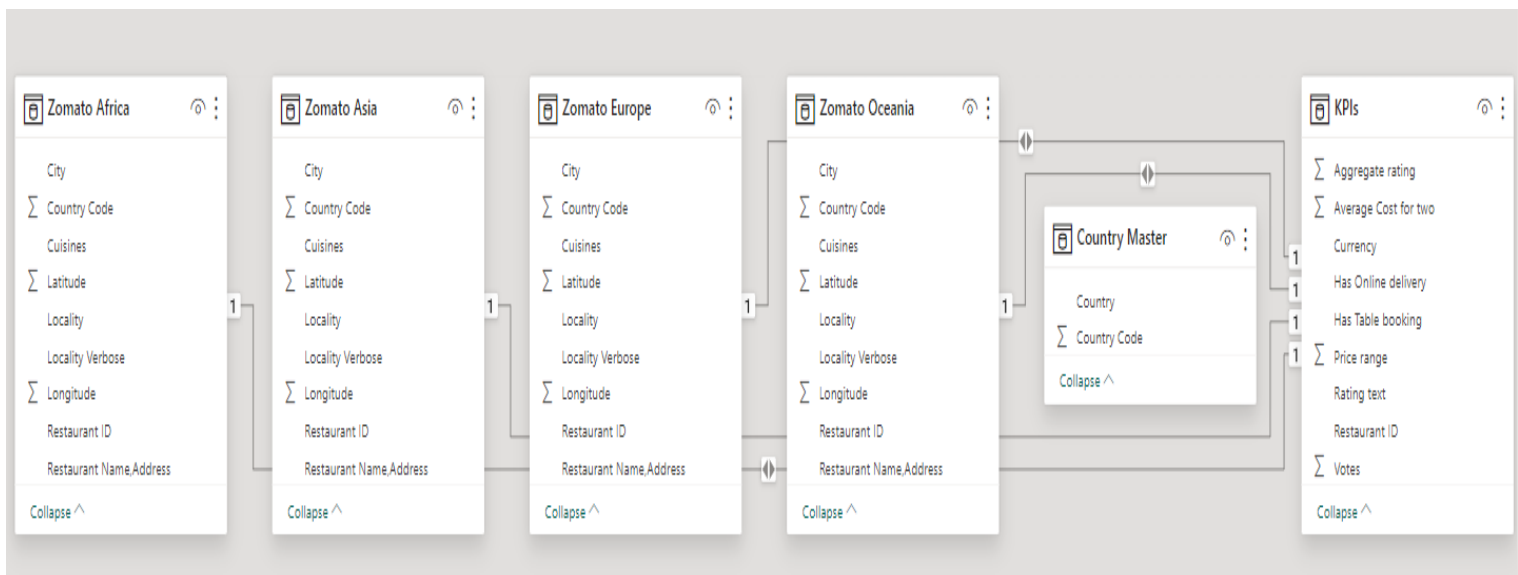 Zomato Africa
City
Σ Country Code
Cuisines
Σ Latitude
Locality
Locality Verbose
Σ Longitude
Restaurant ID
Restaurant Name,Address
Collapse
1
Zomato Asia
City
Σ Country Code
Cuisines
Σ Latitude
Locality
Locality Verbose
Σ Longitude
Restaurant ID
Restaurant Name,Address
Collapse
1
Zomato Europe
City
Σ Country Code
Cuisines
Σ Latitude
Locality
Locality Verbose
Σ Longitude
Restaurant ID
Restaurant Name,Address
Collapse
1
Zomato Oceania
City
Σ Country Code
Cuisines
Σ Latitude
Locality
Locality Verbose
Σ Longitude
Restaurant ID
Restaurant Name,Address
Collapse
1
Country Master
Country
Σ Country Code
Collapse
1
1
1
1
KPIs
Σ Aggregate rating
Σ Average Cost for two
Currency
Has Online delivery
Has Table booking
Σ Price range
Rating text
Restaurant ID
Σ Votes
Collapse